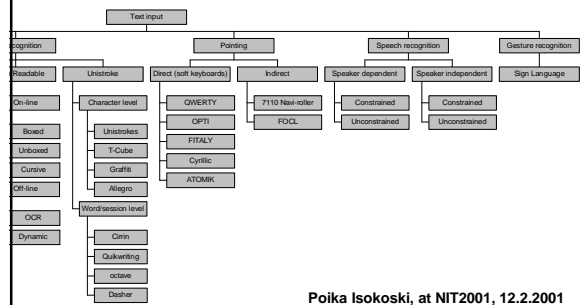 Text input
ecognition Pointing Speech recognition Gesture recognition
Readable Unistroke Direct (soft keyboards) Indirect Speaker dependent Speaker independent Sign Language
On-line Character level QWERTY 7110 Navi-roller Constrained Constrained
Boxed Unistrokes OPTI FOCL Unconstrained Unconstrained
Unboxed T-Cube FITALY
Cursive Graffiti Cyrillic
Off-line Allegro ATOMIK
OCR Word/session level
Dynamic Cirrin
Quikwriting
octave
Dasher
Poika Isokoski, at NIT2001, 12.2.2001